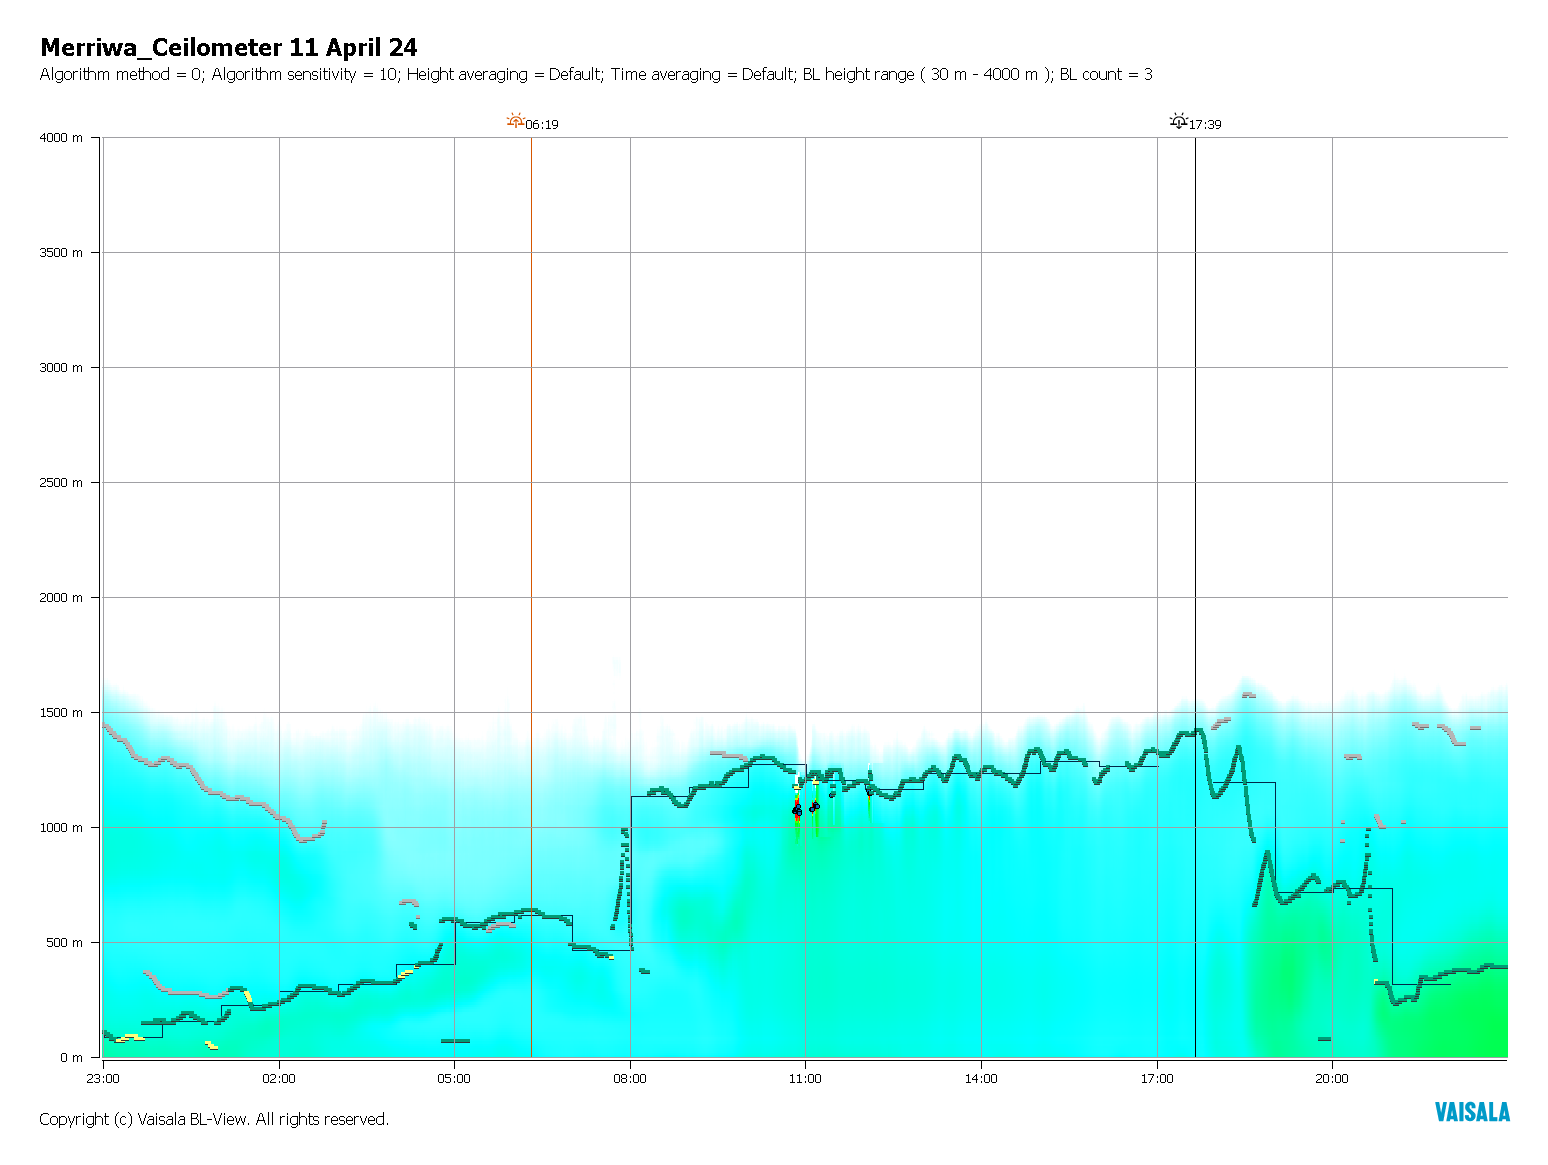 Merriwa_Ceilometer 11 April 24
Algorithm method = 0; Algorithm sensitivity = 10; Height averaging = Default; Time averaging = Default; BL height range ( 30 m - 4000 m ); BL count = 3
06:19
17:39
4000 m
3500 m
3000 m
2500 m
2000 m
1500 m
1000 m
500 m
0 m
23:00
02:00
05:00
08:00
11:00
14:00
17:00
20:00
Copyright (c) Vaisala BL-View. All rights reserved.
VAISALA